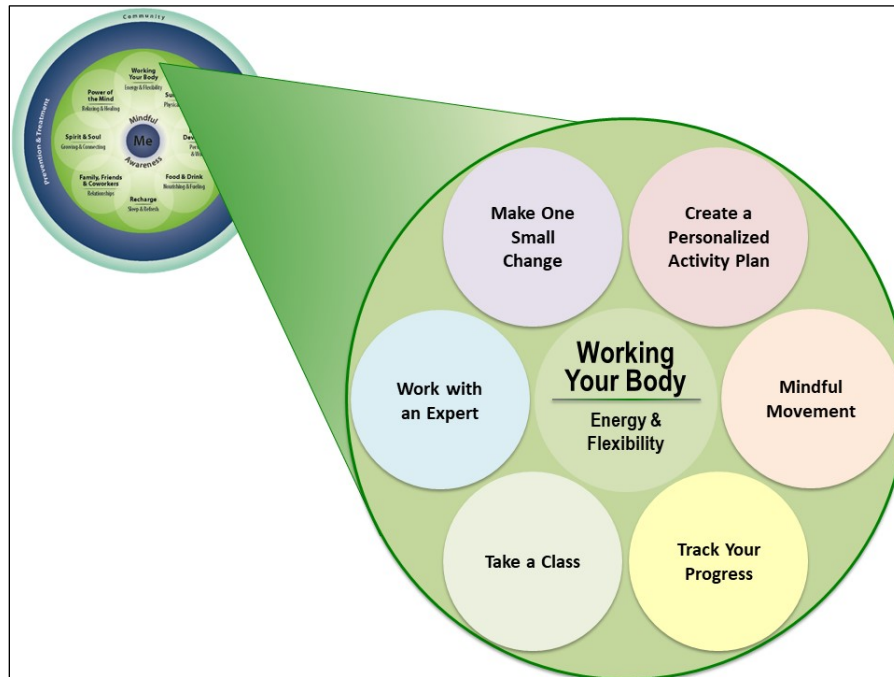 Community
Prevention & Treatment
Working
Your Body
Energy & Flexibility
Power of
the Mind
Relaxing & Healing
Spirit & Soul
Growing & Connecting
Mindful
Me
Awareness
Family, Friends
& Coworkers
Relationships
Food & Drink
Nourishing & Fueling
Recharge
Sleep & Refresh
Make One
Small
Change
Create a
Personalized
Activity Plan
Work with
an Expert
Working
Your Body
Energy &
Flexibility
Mindful
Movement
Take a Class
Track Your
Progress